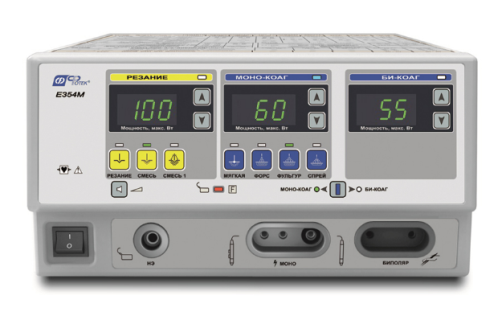 ФОТЕК®
E354M
РЕЗАНИЕ
МОНО-КОАГ
БИ-КОАГ
100
60
55
Мощность, макс. Вт
Мощность, макс. Вт
Мощность, макс. Вт
РЕЗАНИЕ СМЕСЬ СМЕСЬ 1
МЯГКАЯ ФОРС ФУЛЬГУР СПРЕЙ
F
МОНО-КОАГ БИ-КОАГ
I
O
НЭ
МОНО
БИПОЛЯР